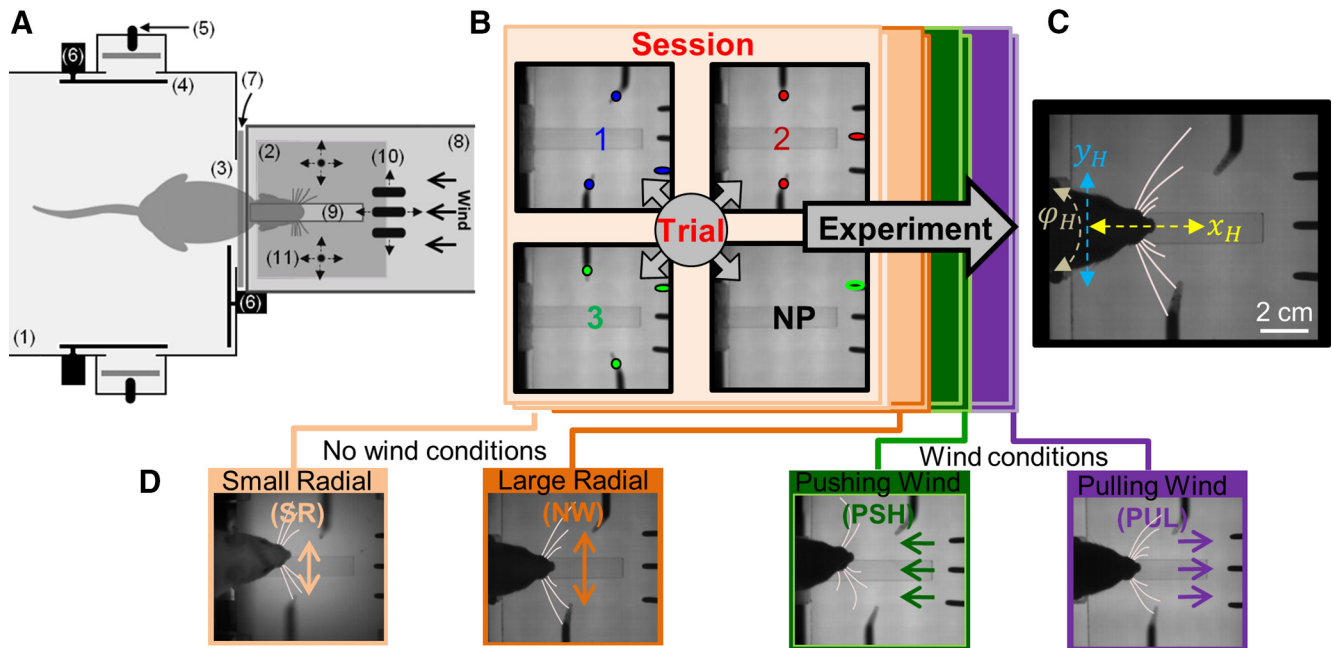 A
(5)
(6)
(4)
(7)
(3)
(2)
(10)
(8)
(9)
Wind
(11)
(6)
(1)
B
Session
1
2
Trial
Experiment
3
NP
C
y_H
φ_H
x_H
2 cm
No wind conditions
Wind conditions
D
Small Radial
(SR)
Large Radial
(NW)
Pushing Wind
(PSH)
Pulling Wind
(PUL)